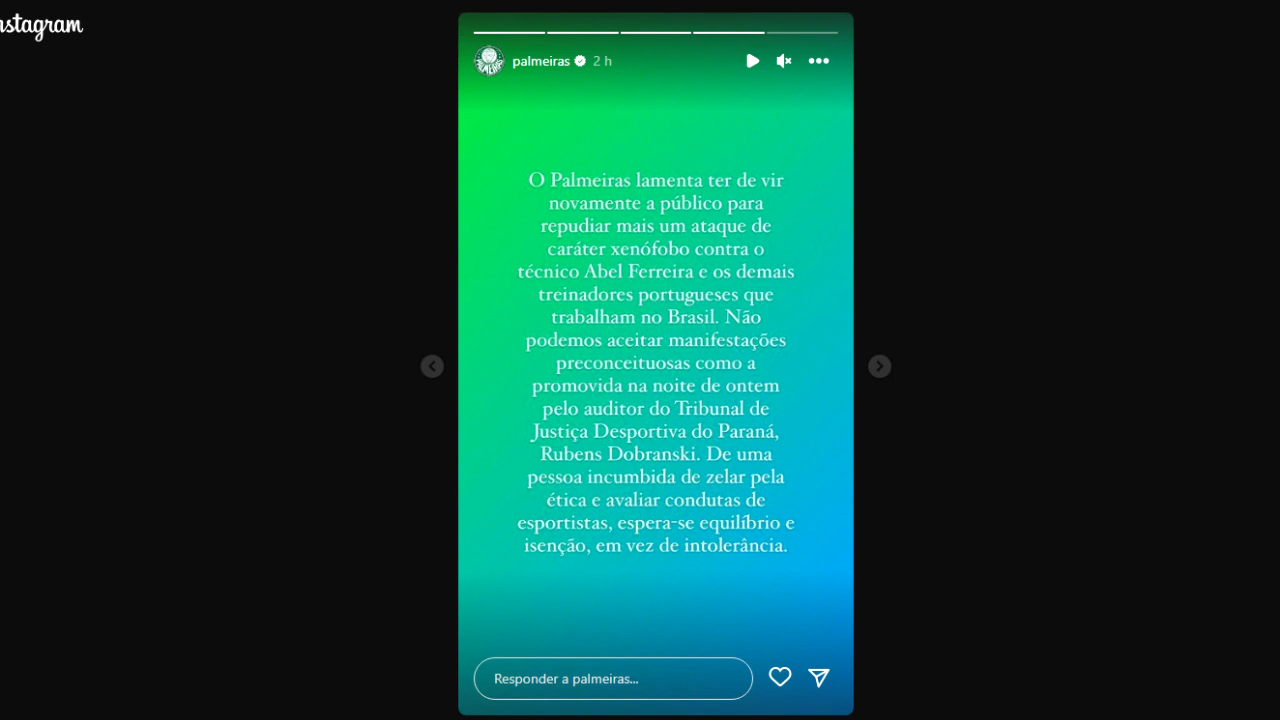 nstagram
palmeiras 2 h
O Palmeiras lamenta ter de vir
novamente a público para
repudiar mais um ataque de
caráter xenófobo contra o
técnico Abel Ferreira e os demais
treinadores portugueses que
trabalham no Brasil. Não
podemos aceitar manifestações
preconceituosas como a
promovida na noite de ontem
pelo auditor do Tribunal de
Justiça Desportiva do Paraná,
Rubens Dobranski. De uma
pessoa incumbida de zelar pela
ética e avaliar condutas de
esportistas, espera-se equilíbrio e
isenção, em vez de intolerância.
Responder a palmeiras...